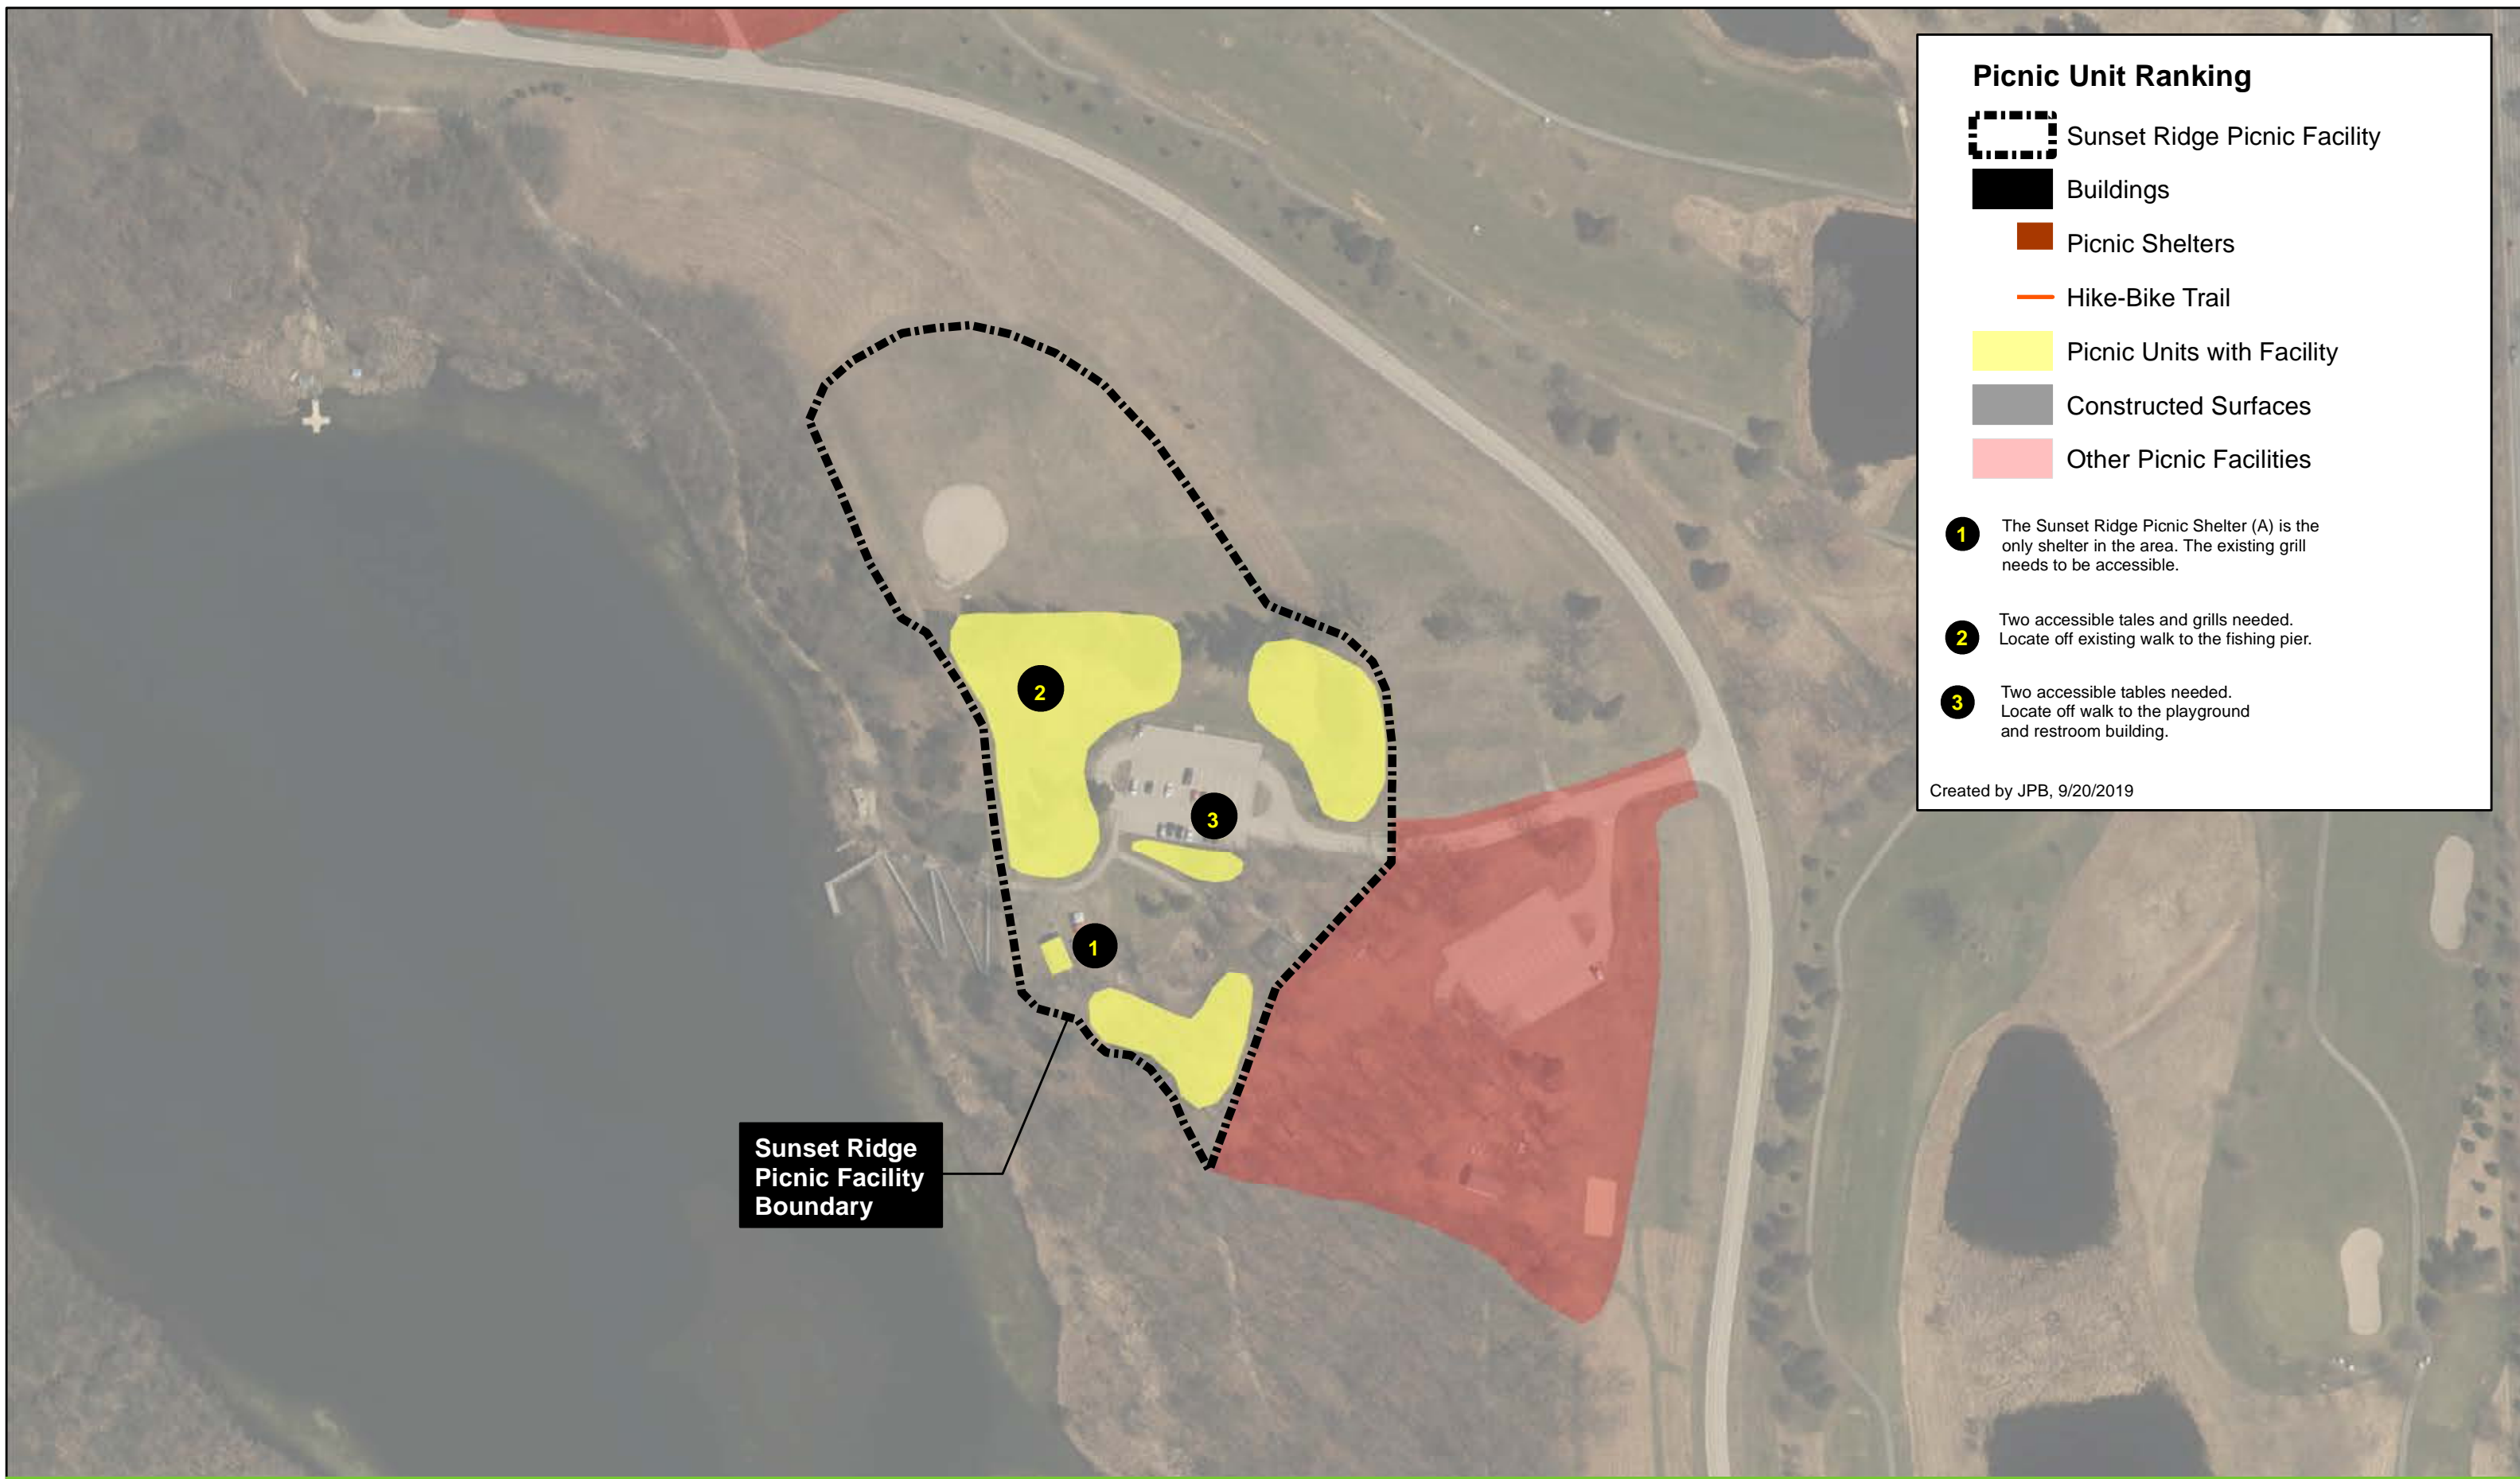 Picnic Unit Ranking
Sunset Ridge Picnic Facility
Buildings
Picnic Shelters
Hike-Bike Trail
Picnic Units with Facility
Constructed Surfaces
Other Picnic Facilities
1
The Sunset Ridge Picnic Shelter (A) is the
only shelter in the area. The existing grill
needs to be accessible.
2
Two accessible tales and grills needed.
Locate off existing walk to the fishing pier.
3
Two accessible tables needed.
Locate off walk to the playground
and restroom building.
Created by JPB, 9/20/2019
2
3
1
Sunset Ridge
Picnic Facility
Boundary